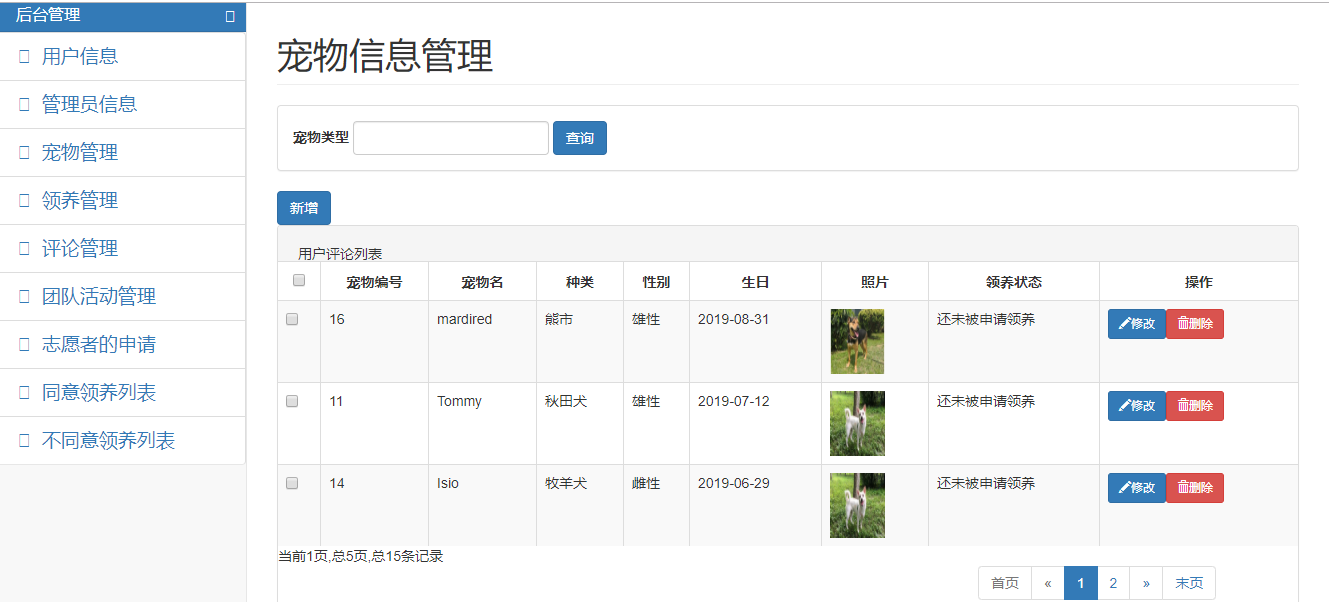 后台管理
用户信息
管理员信息
宠物管理
领养管理
评论管理
团队活动管理
志愿者的申请
同意领养列表
不同意领养列表
宠物信息管理
宠物类型 查询
新增
用户评论列表
宠物编号 宠物名 种类 性别 生日 照片 领养状态 操作
16 mardired 熊市 雄性 2019-08-31 还未被申请领养 修改 删除
11 Tommy 秋田犬 雄性 2019-07-12 还未被申请领养 修改 删除
14 Isio 牧羊犬 雌性 2019-06-29 还未被申请领养 修改 删除
当前1页,总5页,总15条记录
首页 « 1 2 » 末页